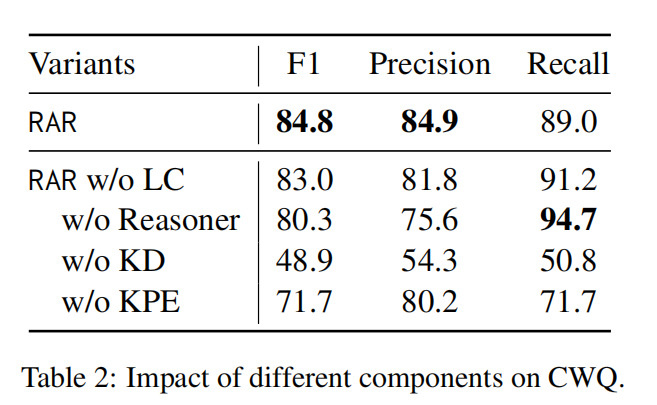 Variants F1 Precision Recall
RAR 84.8 84.9 89.0
RAR w/o LC 83.0 81.8 91.2
w/o Reasoner 80.3 75.6 94.7
w/o KD 48.9 54.3 50.8
w/o KPE 71.7 80.2 71.7
Table 2: Impact of different components on CWQ.